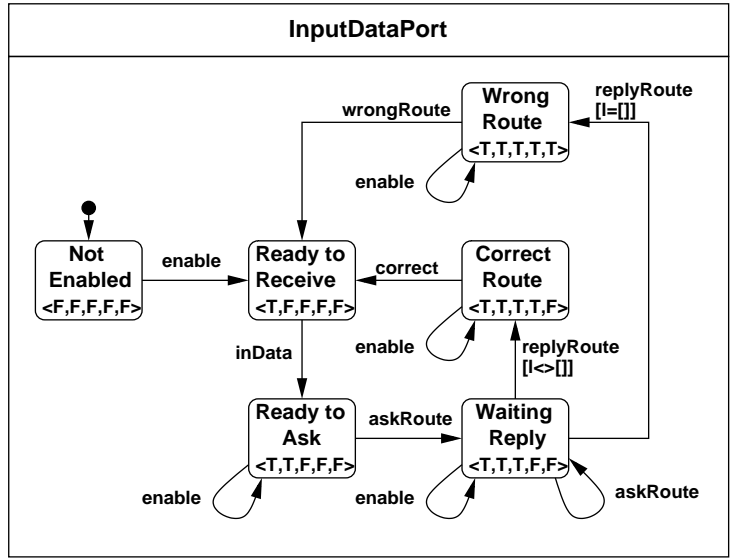 InputDataPort
Wrong
Route
<T,T,T,T,T>
replyRoute
[l=[]]
wrongRoute
enable
Not
Enabled
<F,F,F,F,F>
enable
Ready to
Receive
<T,F,F,F,F>
correct
Correct
Route
<T,T,T,T,F>
enable
replyRoute
[l<>[]]
inData
Ready to
Ask
<T,T,F,F,F>
askRoute
Waiting
Reply
<T,T,T,F,F>
enable
enable
askRoute